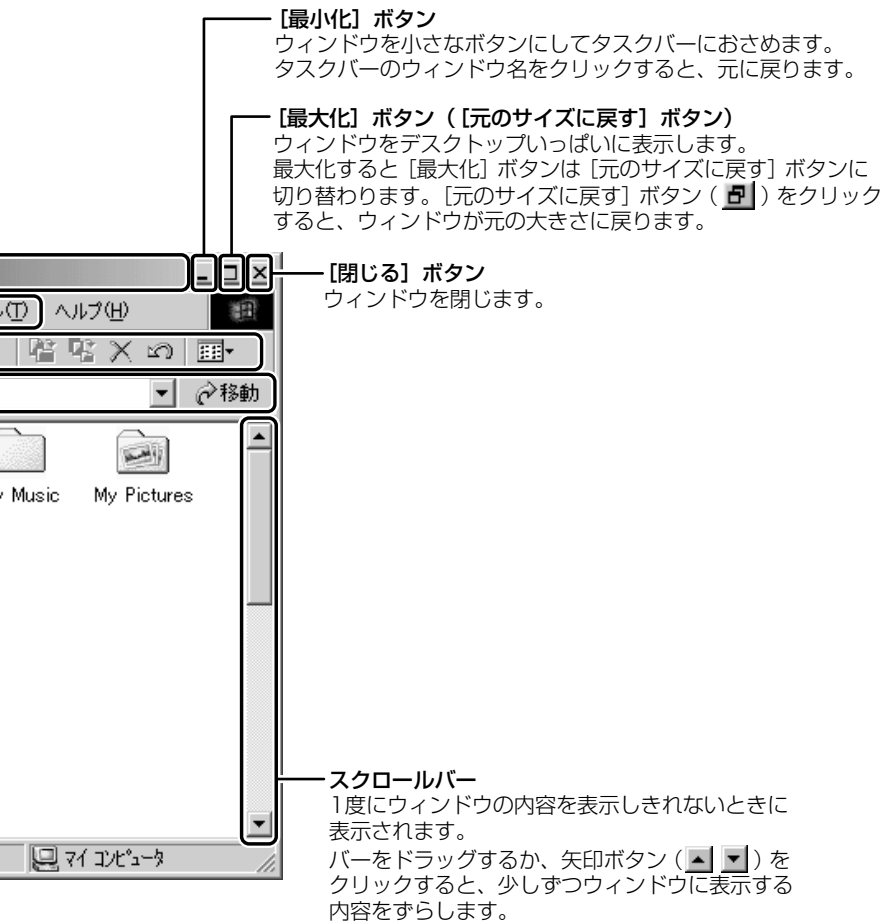 [最小化] ボタン
ウィンドウを小さなボタンにしてタスクバーにおさめます。
タスクバーのウィンドウ名をクリックすると、元に戻ります。
[最大化] ボタン（[元のサイズに戻す] ボタン）
ウィンドウをデスクトップいっぱいに表示します。
最大化すると [最大化] ボタンは [元のサイズに戻す] ボタンに
切り替わります。[元のサイズに戻す] ボタン（ ）をクリック
すると、ウィンドウが元の大きさに戻ります。
[閉じる] ボタン
ウィンドウを閉じます。
(T) ヘルプ(H)
移動
Music My Pictures
マイ コンピュータ
スクロールバー
1度にウィンドウの内容を表示しきれないときに
表示されます。
バーをドラッグするか、矢印ボタン（▲ ▼）を
クリックすると、少しずつウィンドウに表示する
内容をずらします。